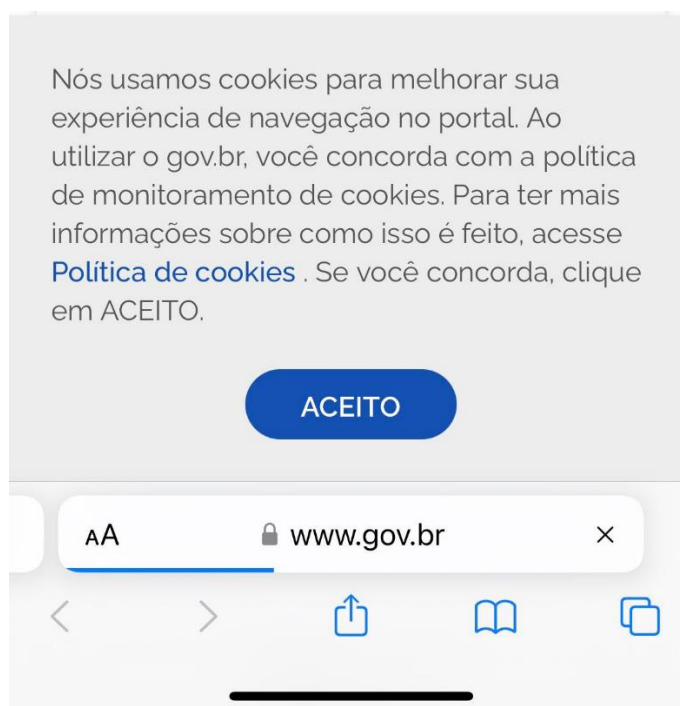 Nós usamos cookies para melhorar sua
experiência de navegação no portal. Ao
utilizar o gov.br, você concorda com a política
de monitoramento de cookies. Para ter mais
informações sobre como isso é feito, acesse
Política de cookies . Se você concorda, clique
em ACEITO.
ACEITO
AA www.gov.br